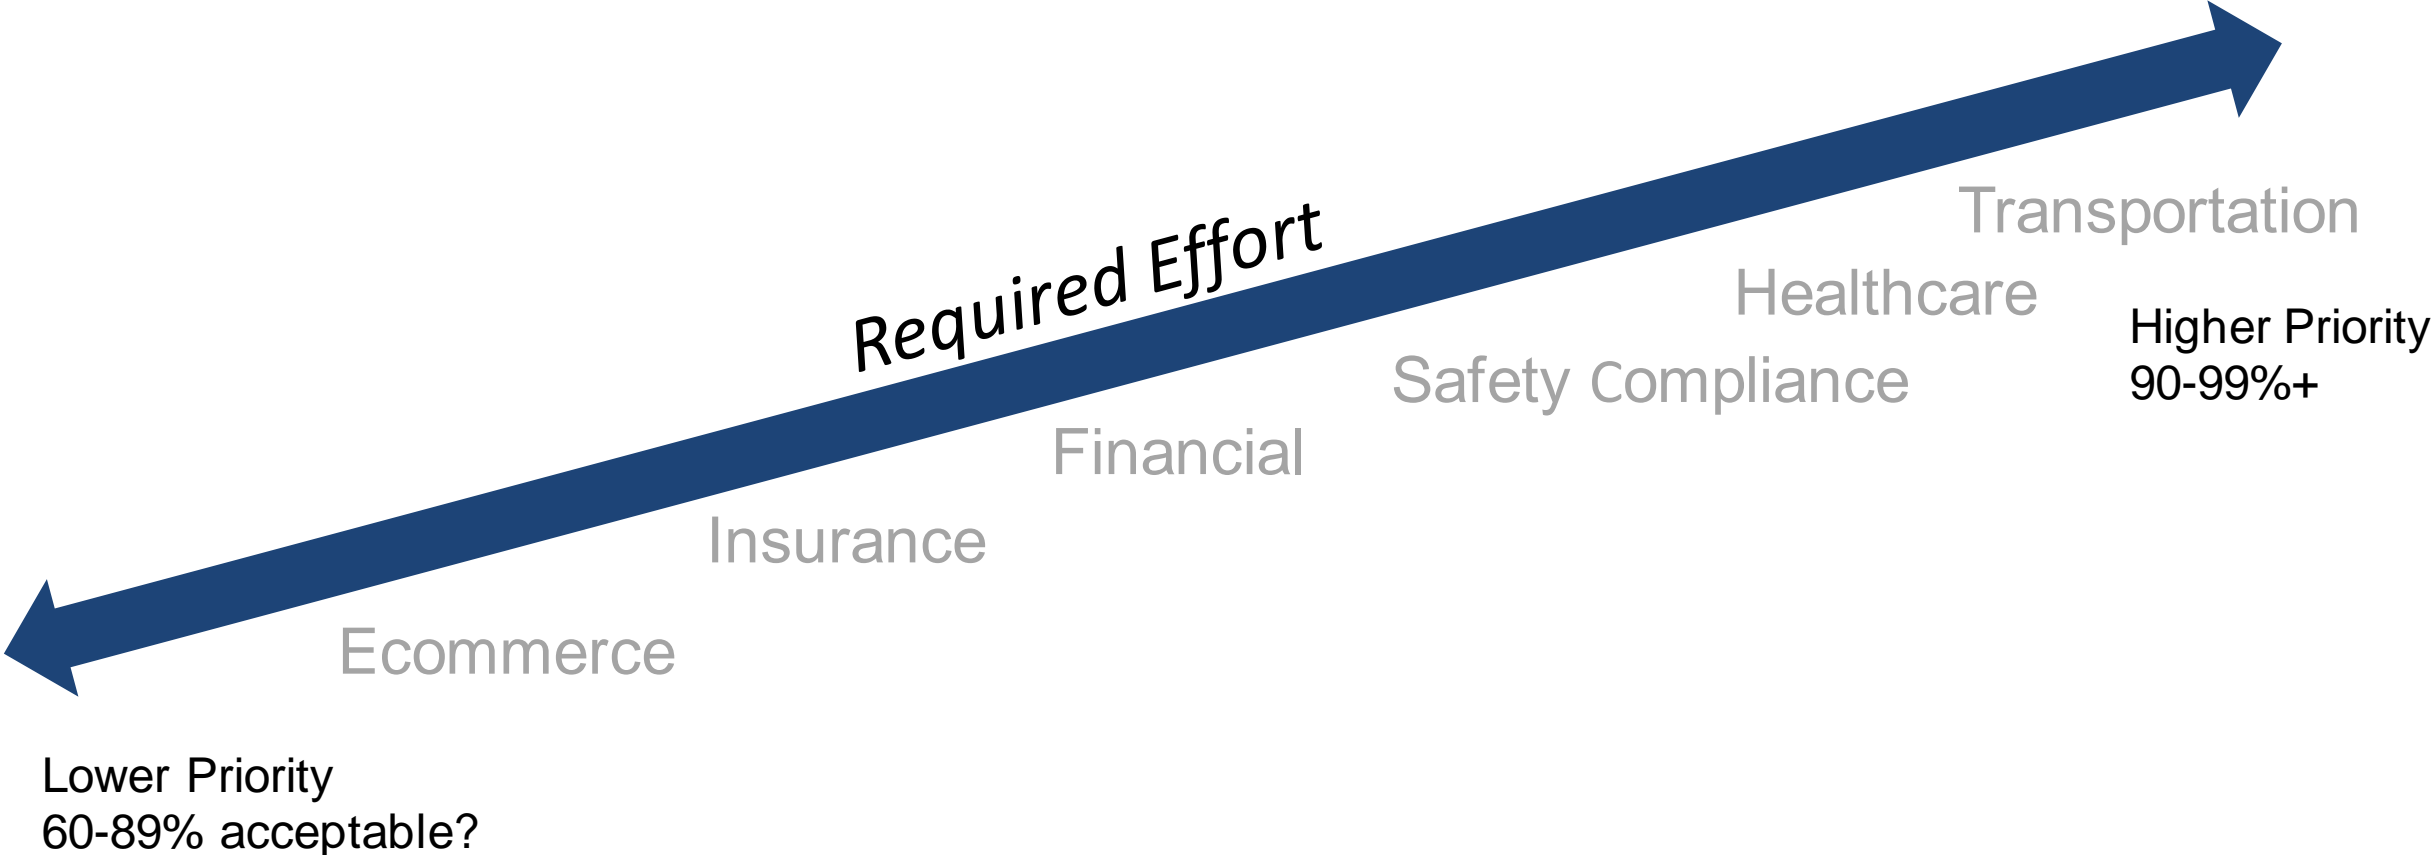 Required Effort
Transportation
Healthcare
Higher Priority
90-99%+
Safety Compliance
Financial
Insurance
Ecommerce
Lower Priority
60-89% acceptable?